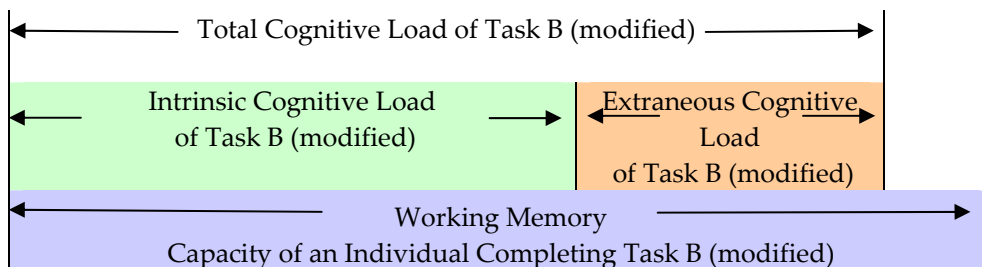 Total Cognitive Load of Task B (modified)
Intrinsic Cognitive Load
of Task B (modified)
Extraneous Cognitive
Load
of Task B (modified)
Working Memory
Capacity of an Individual Completing Task B (modified)